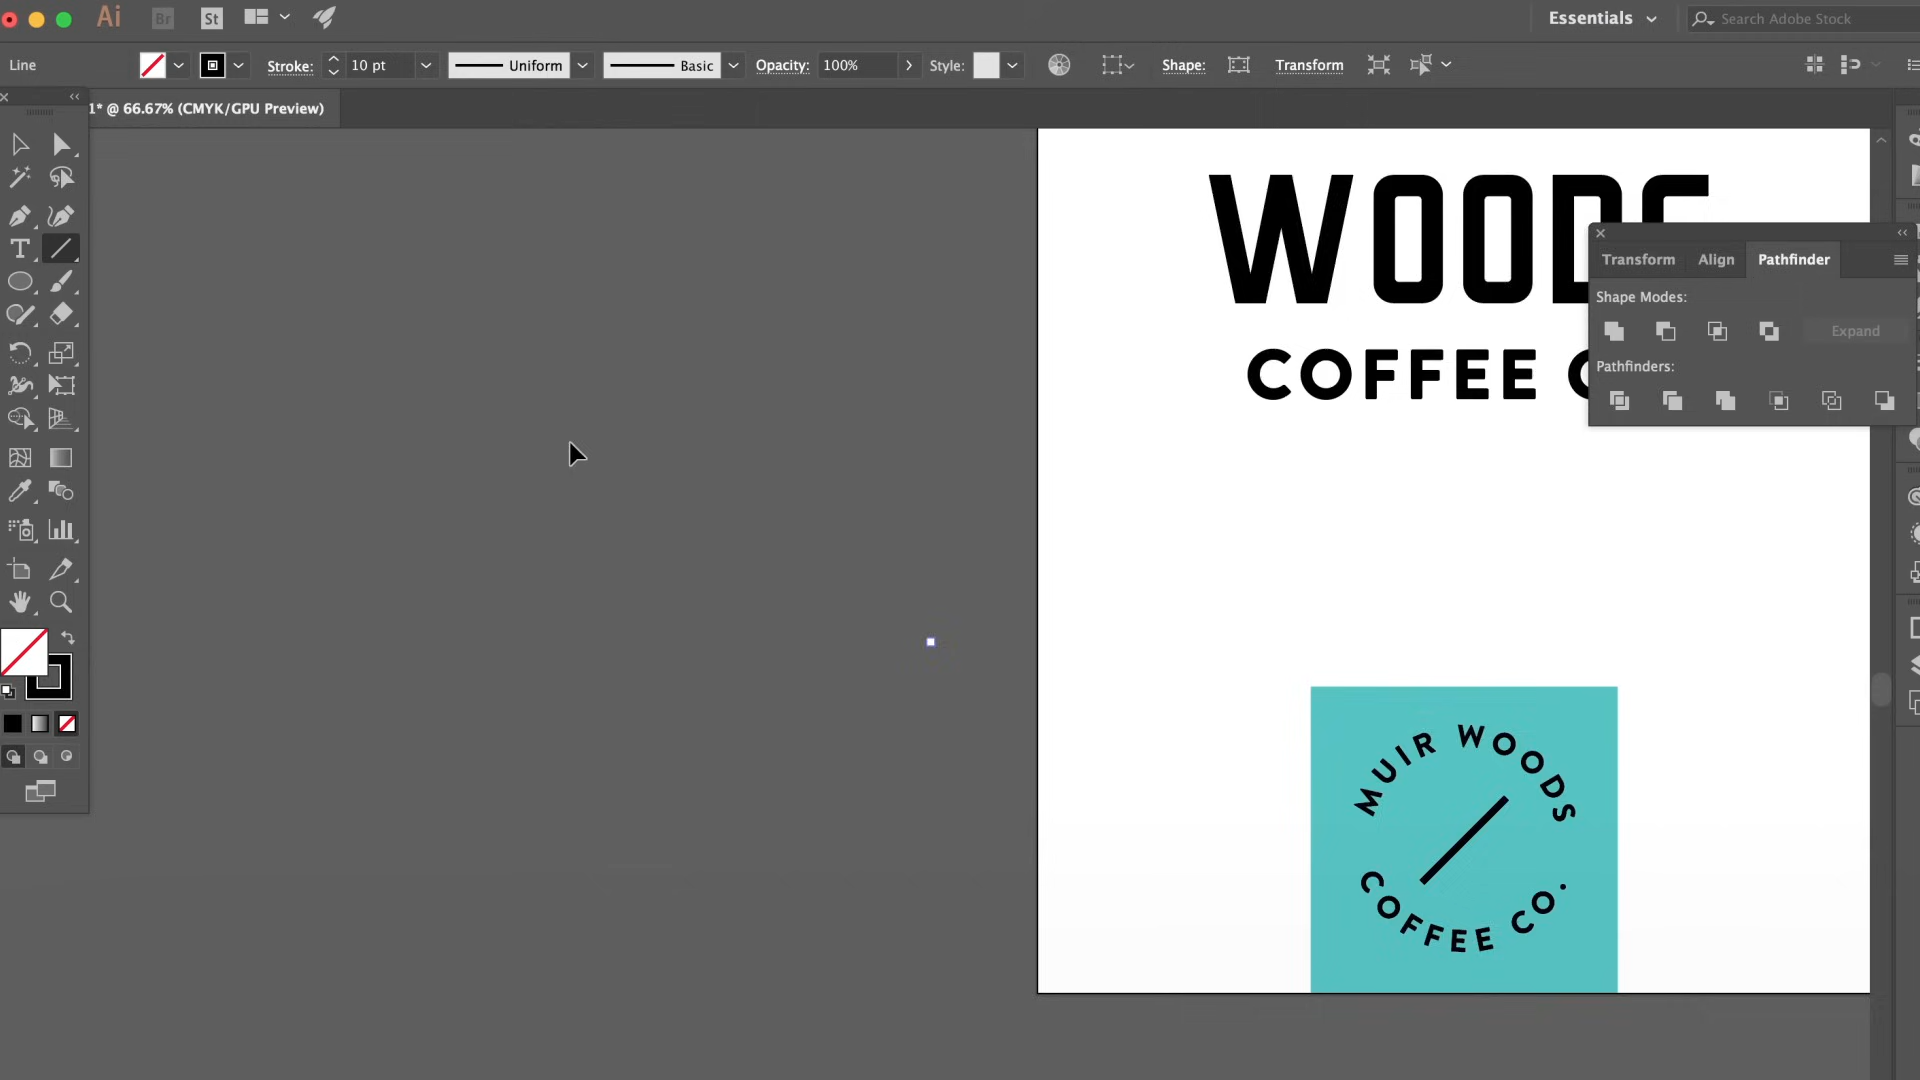 Ai Br St Essentials Search Adobe Stock
Line Stroke: 10 pt Uniform Basic Opacity: 100% Style: Shape: Transform
1* @ 66.67% (CMYK/GPU Preview)
WOODS
Transform Align Pathfinder
Shape Modes:
Expand
COFFEE C
Pathfinders:
MUIR WOODS
COFFEE CO.